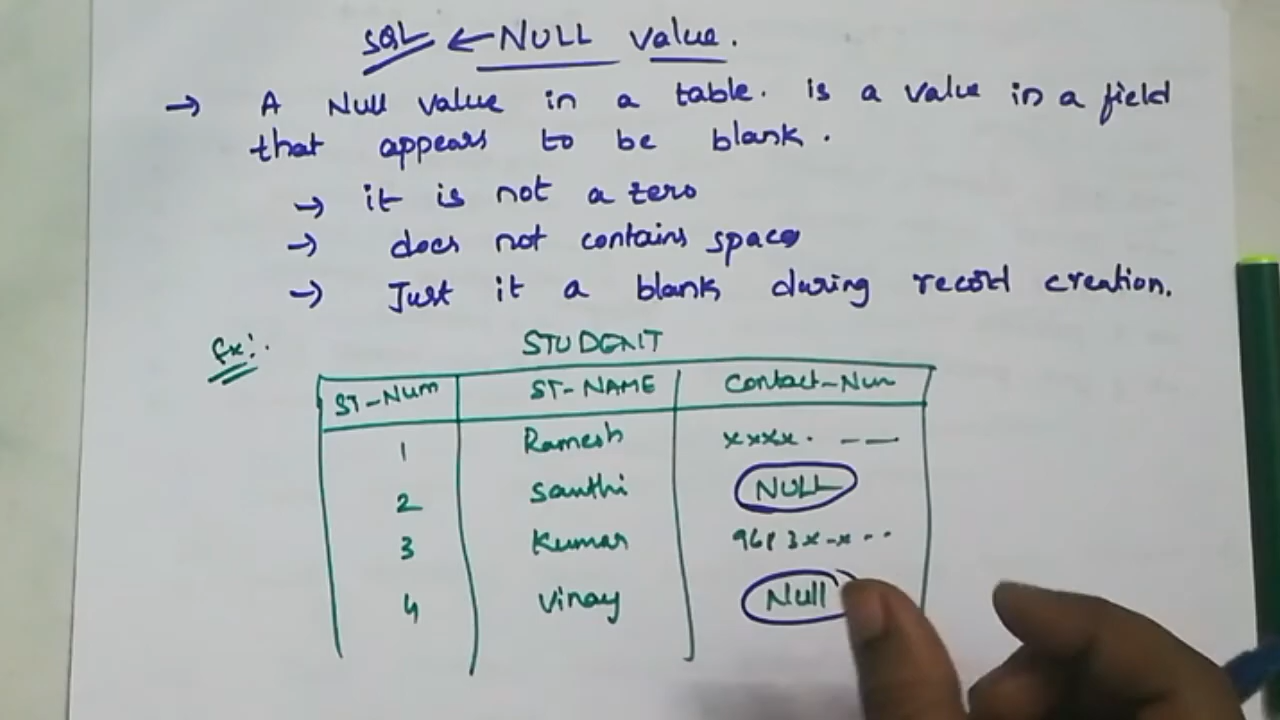 SQL ← NULL value.
→ A Null value in a table. is a value in a field
that appears to be blank.
→ it is not a zero
→ does not contains space
→ Just it a blank during record creation.
Ex:.
STUDENT
ST-Num ST-NAME Contact-Num
1 Ramesh xxxx. - —
2 Santhi NULL
3 Kumar
4 Vinay Null